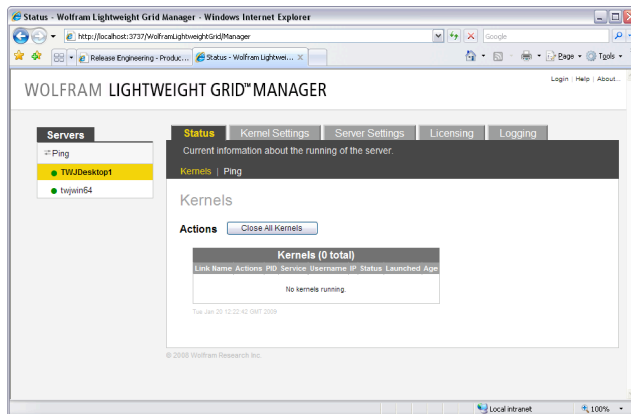 Status - Wolfram Lightweight Grid Manager - Windows Internet Explorer
http://localhost:3737/WolframLightweightGrid/Manager
Google
Release Engineering - Produc...
Status - Wolfram Lightwei...
Page
Tools
Login | Help | About...
WOLFRAM LIGHTWEIGHT GRID™ MANAGER
Servers
Ping
TWJDesktop1
twjwin64
Status Kernel Settings Server Settings Licensing Logging
Current information about the running of the server.
Kernels | Ping
Kernels
Actions Close All Kernels
Kernels (0 total)
Link Name Actions PID Service Username IP Status Launched Age
No kernels running.
Tue Jan 20 12:22:42 GMT 2009
© 2008 Wolfram Research Inc.
Local intranet
100%